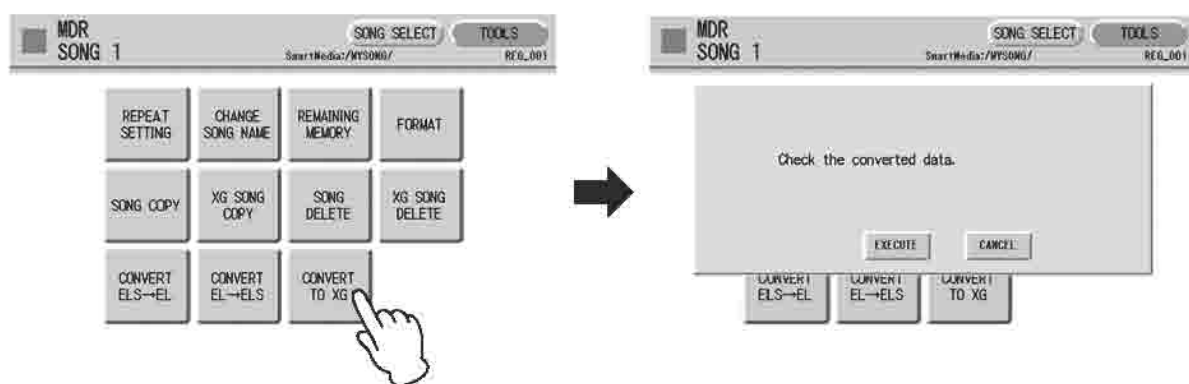 MDR
SONG 1
SONG SELECT
TOOLS
SmartMedia:/MYSONG/
REG_001
REPEAT
SETTING
CHANGE
SONG NAME
REMAINING
MEMORY
FORMAT
SONG COPY
XG SONG
COPY
SONG
DELETE
XG SONG
DELETE
CONVERT
ELS→EL
CONVERT
EL→ELS
CONVERT
TO XG
MDR
SONG 1
SONG SELECT
TOOLS
SmartMedia:/MYSONG/
REG_001
Check the converted data.
EXECUTE
CANCEL
CONVERT
ELS→EL
CONVERT
EL→ELS
CONVERT
TO XG